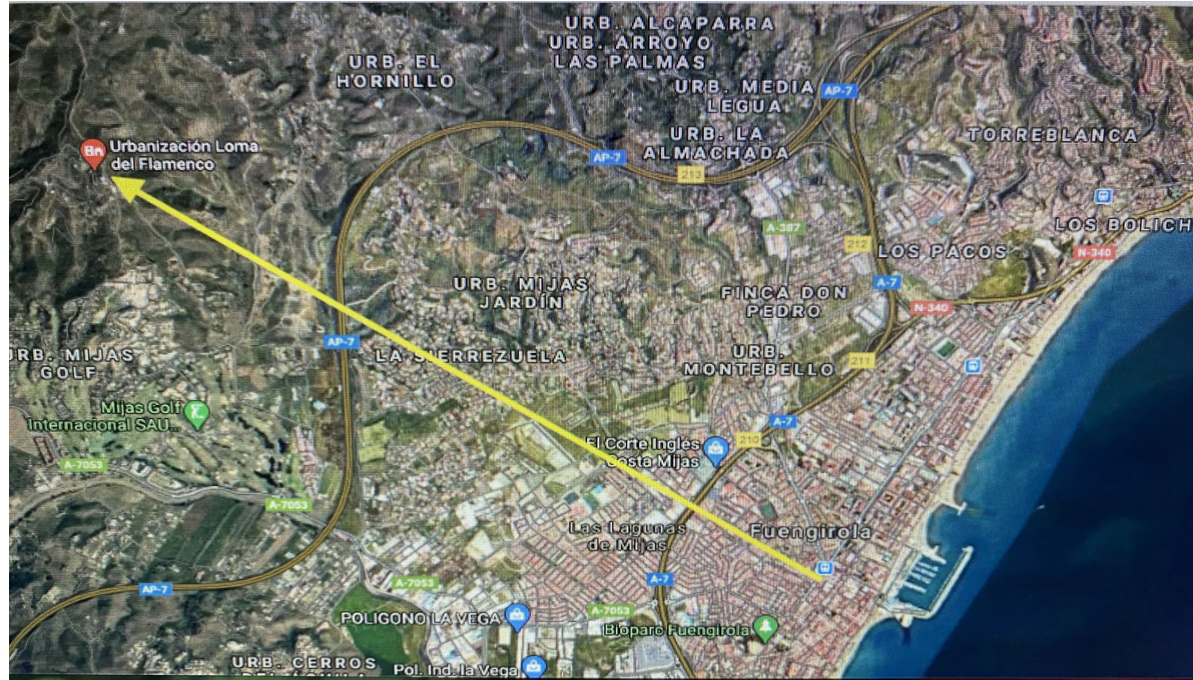 URB. ALCAPARRA
URB. ARROYO
LAS PALMAS
URB. EL
HORNILLO
URB. MEDIA
LEGUA
AP-7
URB. LA
ALMACHADA
TORREBLANCA
Urbanización Loma
del Flamenco
AP-7
213
A-387
LOS BOLICH
212
LOS PACOS
N-340
A-7
URB. MIJAS
JARDÍN
FINCA DON
PEDRO
N-340
AP-7
URB. MIJAS
GOLF
LA SIERREZUELA
URB.
MONTEBELLO
211
Mijas Golf
Internacional SAU...
A-7
210
El Corte Inglés
Costa Mijas
A-7053
A-7053
Las Lagunas
de Mijas
Fuengirola
A-7
A-7053
AP-7
A-7053
POLIGONO LA VEGA
Bioparc Fuengirola
URB. CERROS
Pol. Ind. la Vega